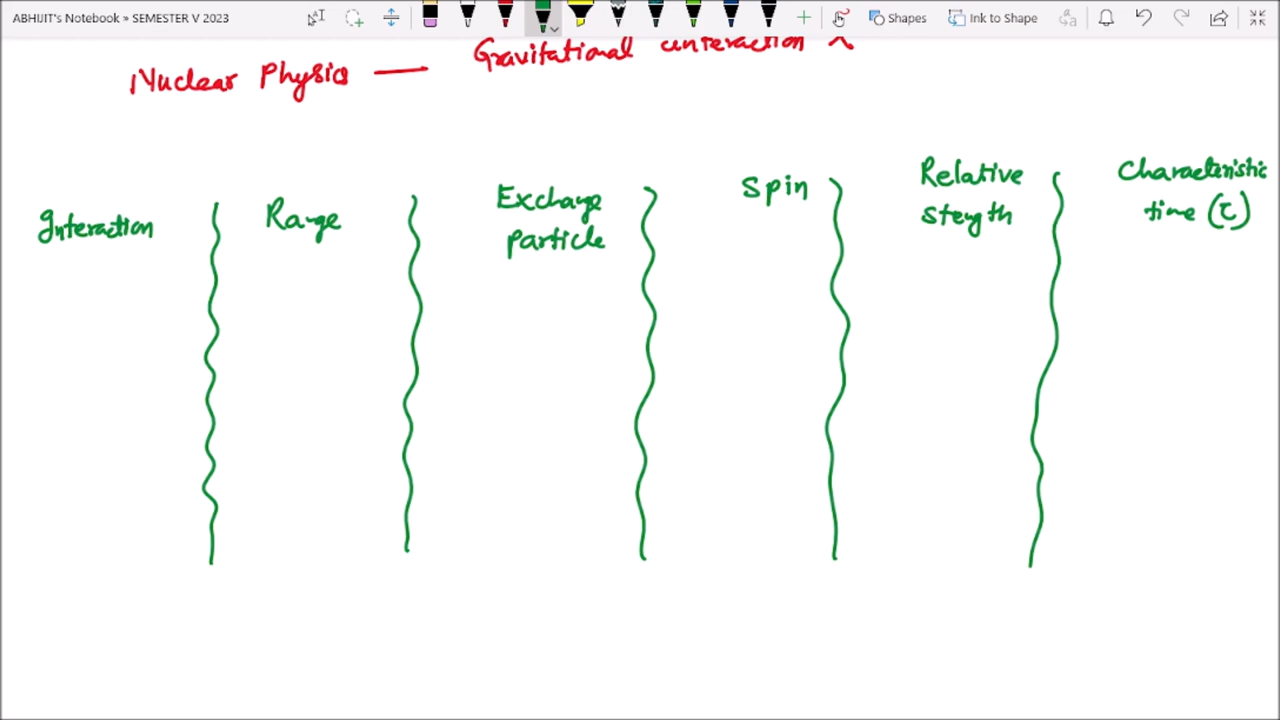 ABHIJIT's Notebook » SEMESTER V 2023
Shapes
Ink to Shape
Gravitational interaction X
Nuclear Physics —
Interaction
Range
Exchange
particle
Spin
Relative
Stength
Characteristic
time (τ)